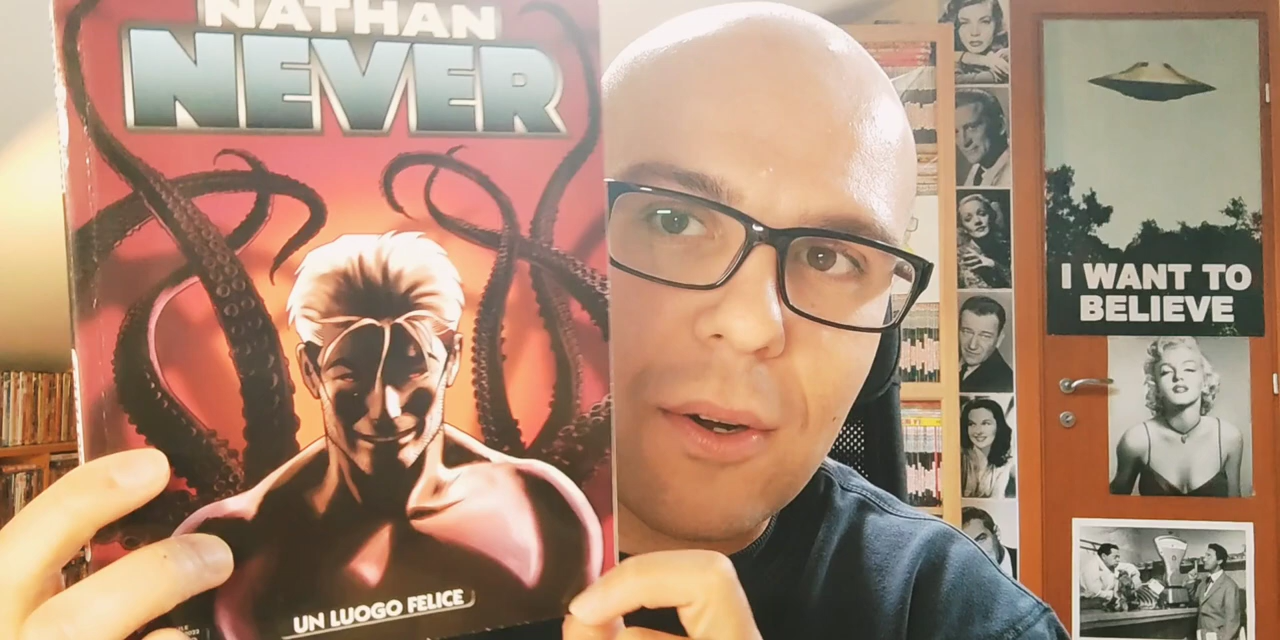 NATHAN
NEVER
UN LUOGO FELICE
I WANT TO
BELIEVE